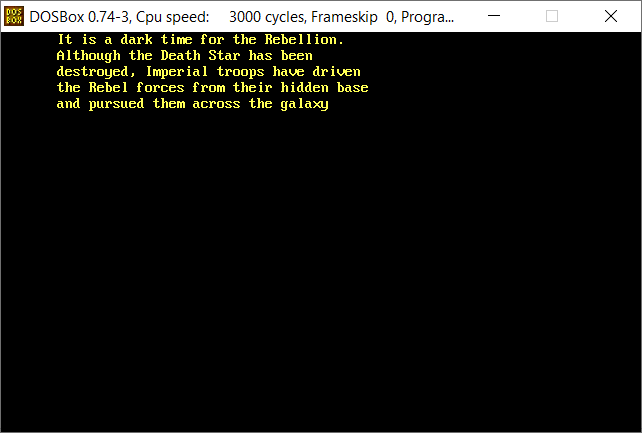 DOS BOX
DOSBox 0.74-3, Cpu speed: 3000 cycles, Frameskip 0, Progra...
It is a dark time for the Rebellion.
Although the Death Star has been
destroyed, Imperial troops have driven
the Rebel forces from their hidden base
and pursued them across the galaxy